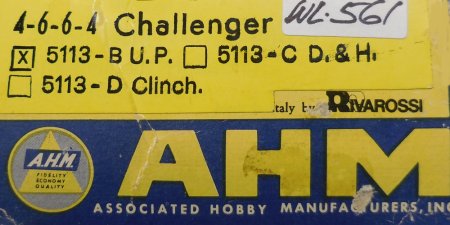 WL-561
4-6-6-4 Challenger
X 5113-B U.P. 5113-C D.&H.
5113-D Clinch.
Italy by RIVAROSSI
A.H.M.
FIDELITY
ECONOMY
QUALITY
AHM
ASSOCIATED HOBBY MANUFACTURERS, INC